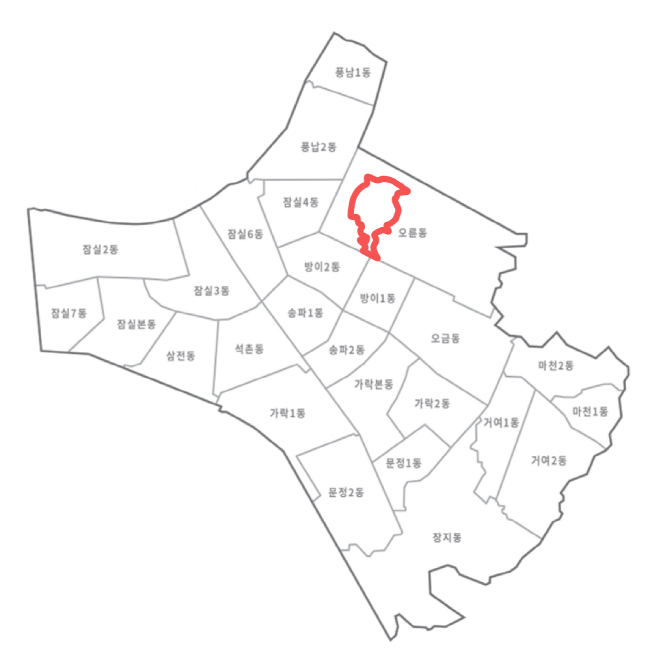 풍납1동
풍납2동
잠실4동
오륜동
잠실6동
잠실2동
방이2동
잠실3동
방이1동
잠실7동
송파1동
잠실본동
오금동
석촌동
송파2동
삼전동
마천2동
가락본동
가락2동
마천1동
가락1동
거여1동
거여2동
문정1동
문정2동
장지동